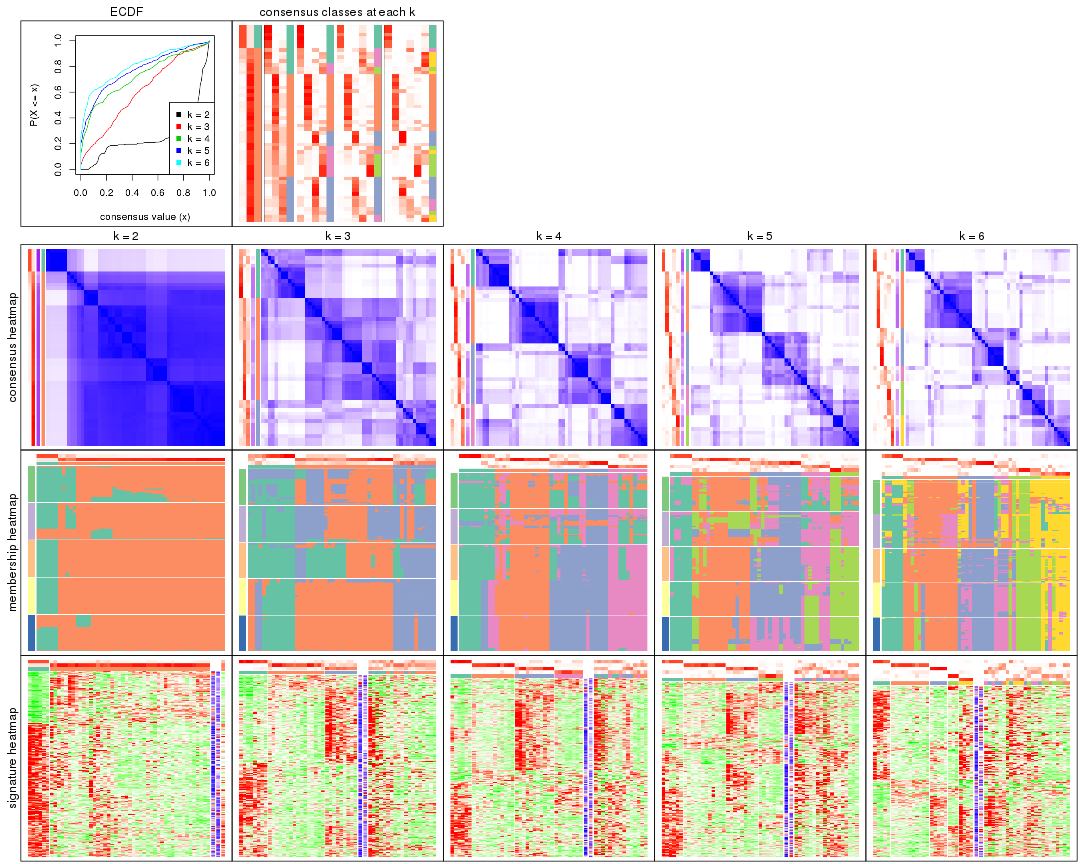 ECDF
consensus classes at each k
P(X <= x)
0.0 0.2 0.4 0.6 0.8 1.0
k = 2
k = 3
k = 4
k = 5
k = 6
0.0 0.2 0.4 0.6 0.8 1.0
consensus value (x)
k = 2 k = 3 k = 4 k = 5 k = 6
consensus heatmap
membership heatmap
signature heatmap